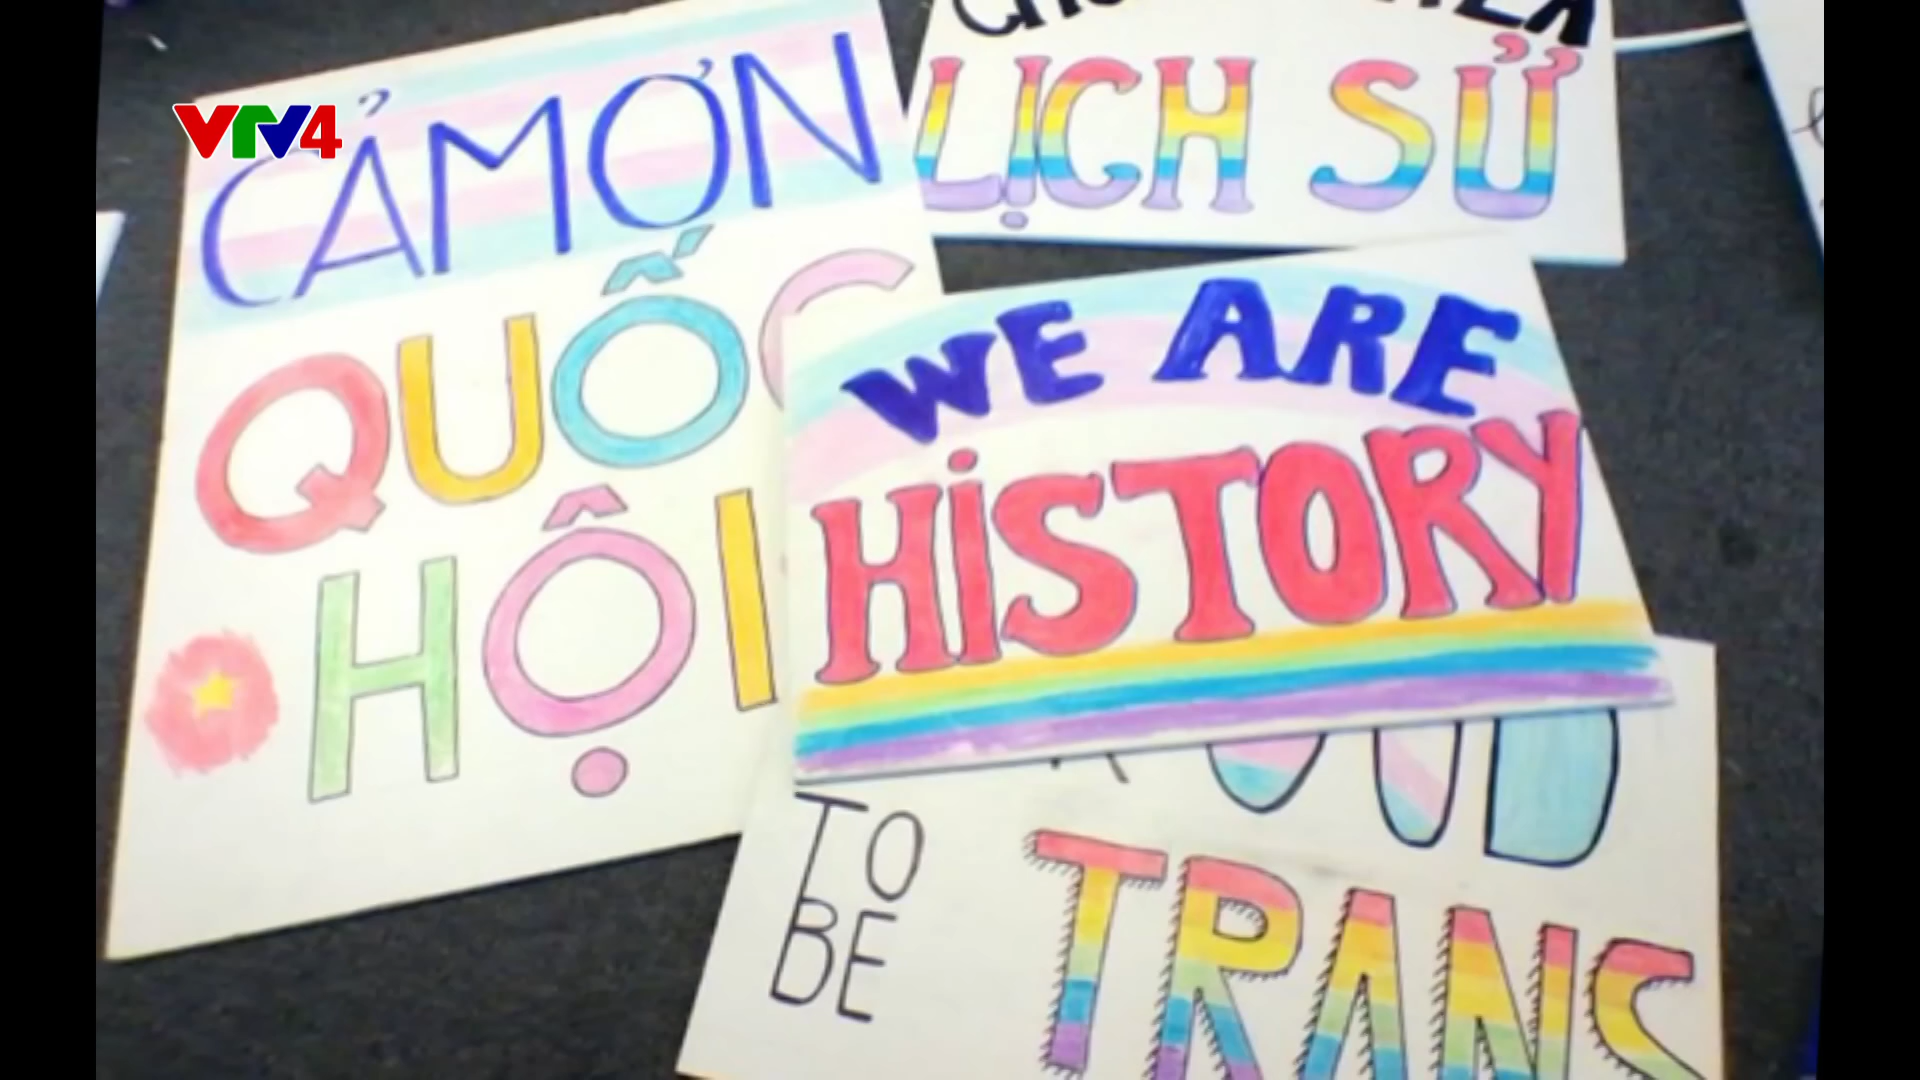 VTV4
CẢM ƠN
QUỐC
HỘI
LỊCH SỬ
WE ARE
HiSTORY
TO
BE
TRANS